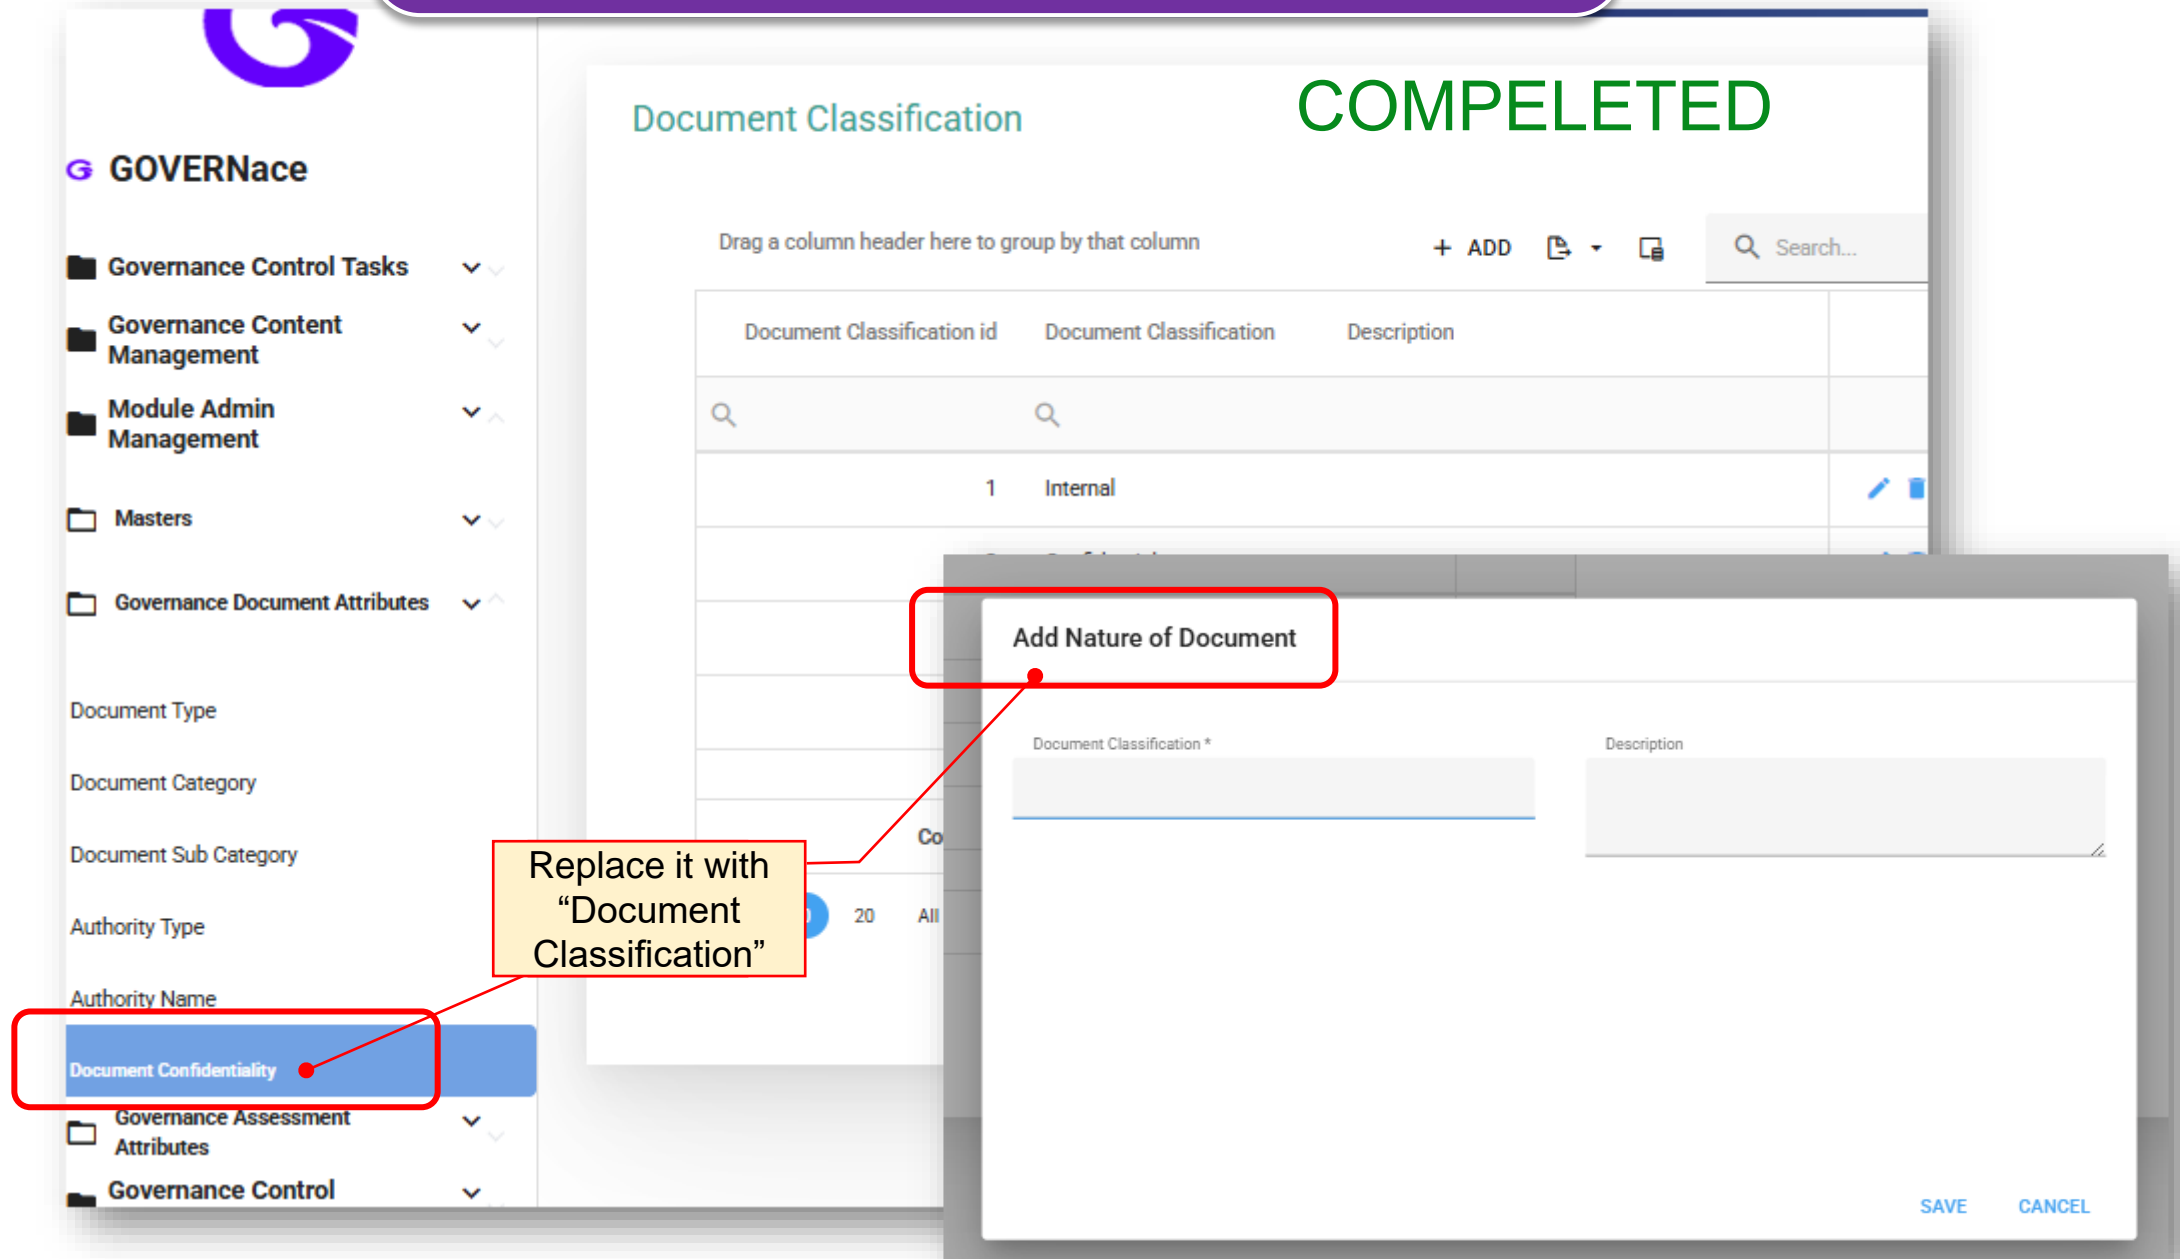 COMPELETED
Document Classification
GOVERNace
Drag a column header here to group by that column
+ ADD
Search...
Governance Control Tasks
Governance Content
Management
Module Admin
Management
Masters
Governance Document Attributes
Document Type
Document Category
Document Sub Category
Authority Type
Authority Name
Document Confidentiality
Governance Assessment
Attributes
Governance Control
Document Classification id Document Classification Description
1 Internal
20 All
Replace it with
“Document
Classification”
Add Nature of Document
Document Classification * Description
SAVE CANCEL